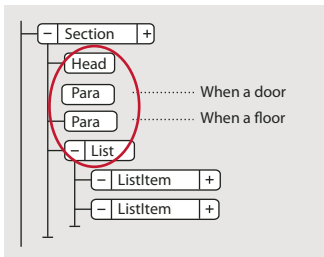 − Section +
Head
Para When a door
Para When a floor
− List
− ListItem +
− ListItem +